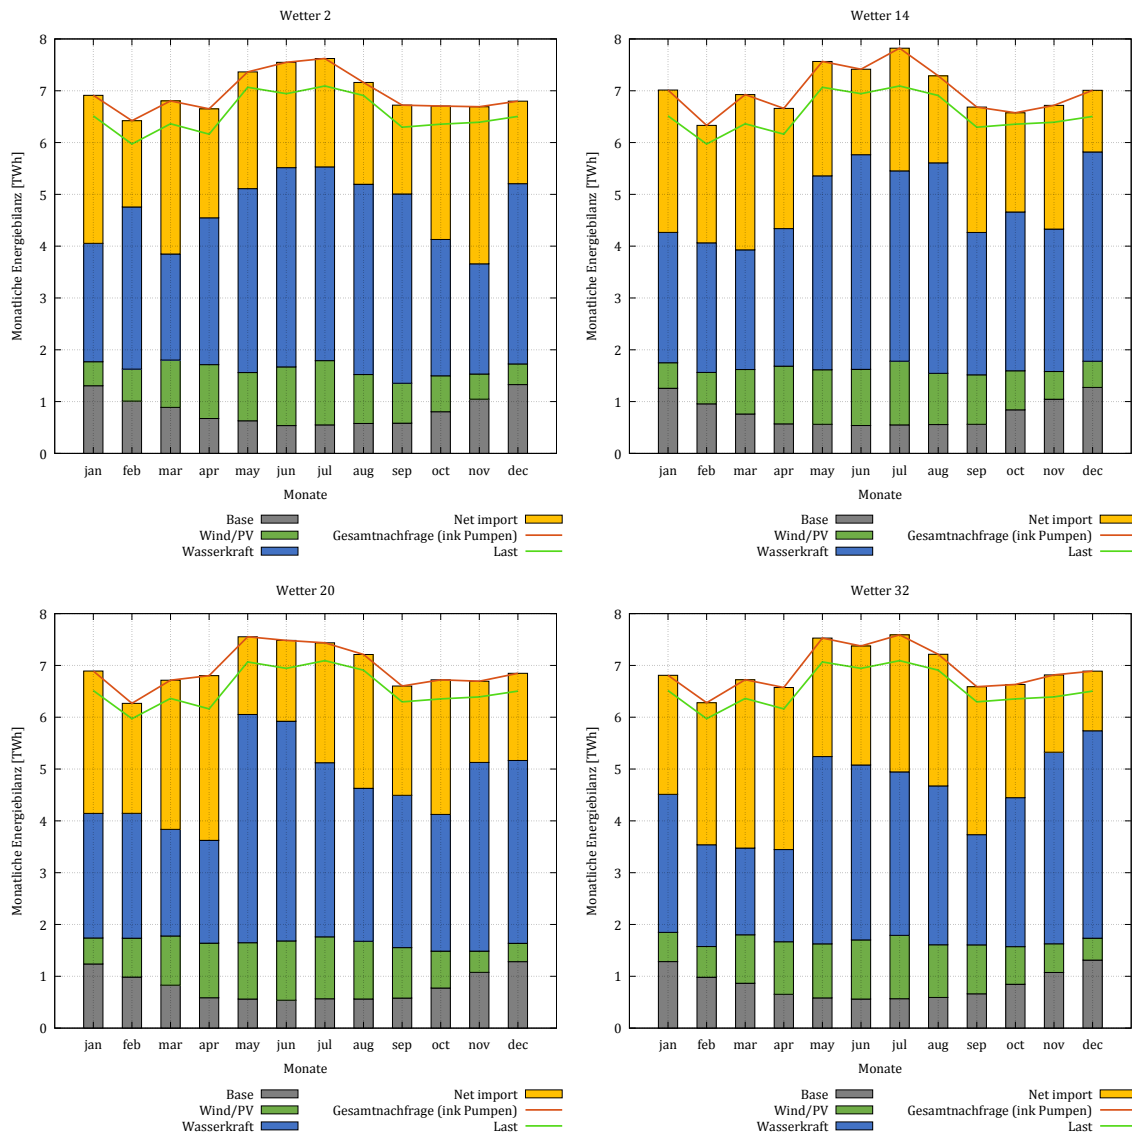 Wetter 2
Monatliche Energiebilanz [TWh]
8
7
6
5
4
3
2
1
0
jan feb mar apr may jun jul aug sep oct nov dec
Monate
Base Net import
Wind/PV Gesamtnachfrage (ink Pumpen)
Wasserkraft Last
Wetter 14
Monatliche Energiebilanz [TWh]
8
7
6
5
4
3
2
1
0
jan feb mar apr may jun jul aug sep oct nov dec
Monate
Base Net import
Wind/PV Gesamtnachfrage (ink Pumpen)
Wasserkraft Last
Wetter 20
Monatliche Energiebilanz [TWh]
8
7
6
5
4
3
2
1
0
jan feb mar apr may jun jul aug sep oct nov dec
Monate
Base Net import
Wind/PV Gesamtnachfrage (ink Pumpen)
Wasserkraft Last
Wetter 32
Monatliche Energiebilanz [TWh]
8
7
6
5
4
3
2
1
0
jan feb mar apr may jun jul aug sep oct nov dec
Monate
Base Net import
Wind/PV Gesamtnachfrage (ink Pumpen)
Wasserkraft Last